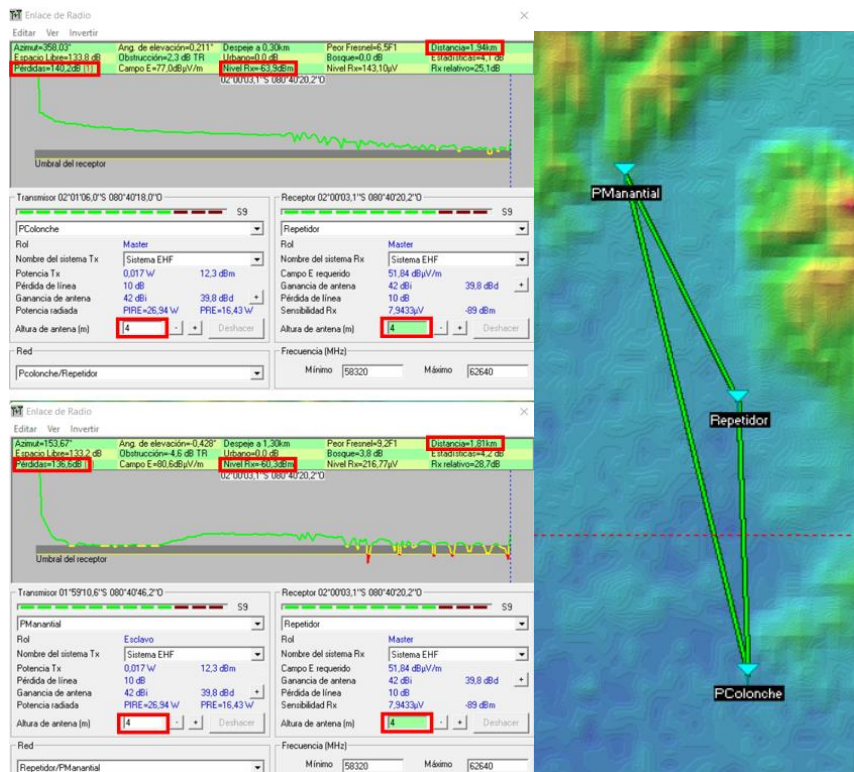 Enlace de Radio
Editar Ver Invertir
Azimut=358,03° Ang. de elevación=0,211° Despeje a 0,30km Peor Fresnel=6,5F1 Distancia=1,94km
Espacio Libre=133,8 dB Obstrucción=2,3 dB TR Urbano=0,0 dB Bosque=0,0 dB Estadísticas=4,1 dB
Pérdidas=140,2dB (1) Campo E=77,0dBµV/m Nivel Rx=-63,9dBm Nivel Rx=143,10µV Rx relativo=25,1dB
02°00'03,1"S 080°40'20,2"O
Umbral del receptor
Transmisor 02°01'06,0"S 080°40'18,0"O
S9
PColonche
Rol Master
Nombre del sistema Tx Sistema EHF
Potencia Tx 0,017 W 12,3 dBm
Pérdida de línea 10 dB
Ganancia de antena 42 dBi 39,8 dBd +
Potencia radiada PIRE=26,94 W PRE=16,43 W
Altura de antena (m) 4 - + Deshacer
Red
Pcolonche/Repetidor
Receptor 02°00'03,1"S 080°40'20,2"O
S9
Repetidor
Rol Master
Nombre del sistema Rx Sistema EHF
Campo E requerido 51,84 dBµV/m
Ganancia de antena 42 dBi 39,8 dBd +
Pérdida de línea 10 dB
Sensibilidad Rx 7,9433µV -89 dBm
Altura de antena (m) 4 - + Deshacer
Frecuencia (MHz)
Mínimo 58320 Máximo 62640
Enlace de Radio
Editar Ver Invertir
Azimut=153,67° Ang. de elevación=-0,428° Despeje a 1,30km Peor Fresnel=9,2F1 Distancia=1,81km
Espacio Libre=133,2 dB Obstrucción=-4,6 dB TR Urbano=0,0 dB Bosque=3,8 dB Estadísticas=4,2 dB
Pérdidas=136,6dB Campo E=80,6dBµV/m Nivel Rx=-60,3dBm Nivel Rx=216,77µV Rx relativo=28,7dB
02°00'03,1"S 080°40'20,2"O
Umbral del receptor
Transmisor 01°59'10,6"S 080°40'46,2"O
S9
PManantial
Rol Esclavo
Nombre del sistema Tx Sistema EHF
Potencia Tx 0,017 W 12,3 dBm
Pérdida de línea 10 dB
Ganancia de antena 42 dBi 39,8 dBd +
Potencia radiada PIRE=26,94 W PRE=16,43 W
Altura de antena (m) 4 - + Deshacer
Red
Repetidor/PManantial
Receptor 02°00'03,1"S 080°40'20,2"O
S9
Repetidor
Rol Master
Nombre del sistema Rx Sistema EHF
Campo E requerido 51,84 dBµV/m
Ganancia de antena 42 dBi 39,8 dBd +
Pérdida de línea 10 dB
Sensibilidad Rx 7,9433µV -89 dBm
Altura de antena (m) 4 - + Deshacer
Frecuencia (MHz)
Mínimo 58320 Máximo 62640
PManantial
Repetidor
PColonche